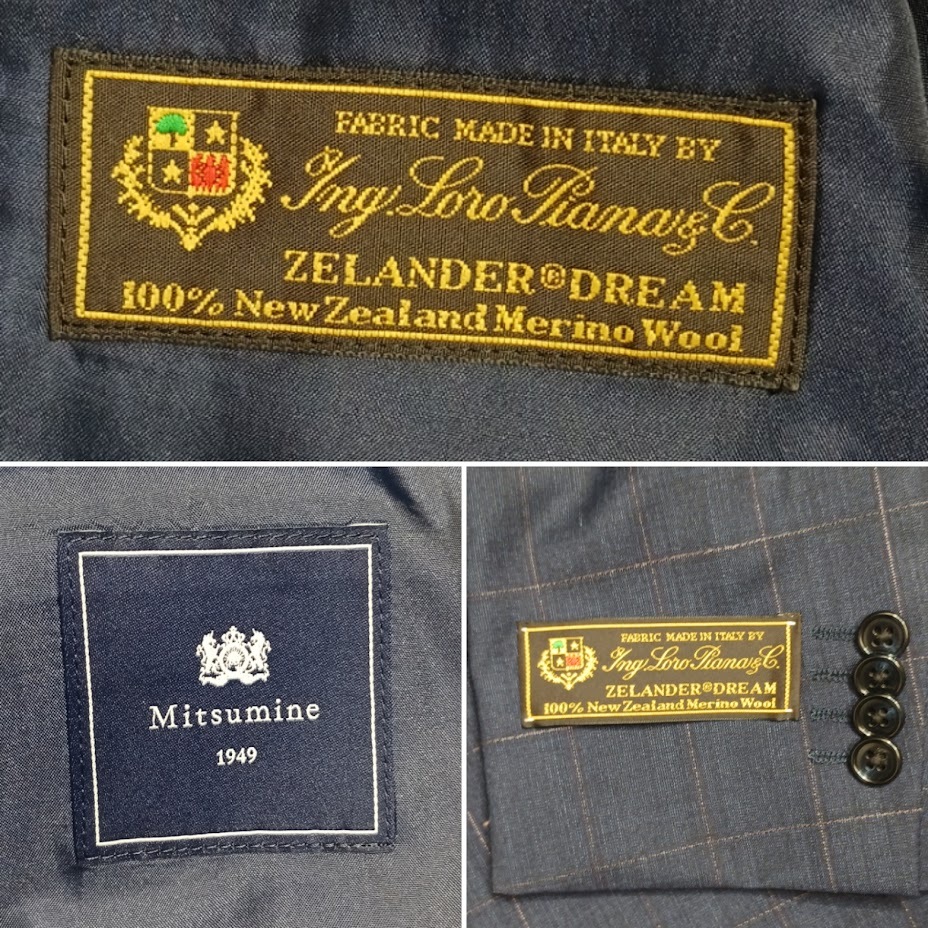 FABRIC MADE IN ITALY BY
Ing. Loro Piana & C.
ZELANDER®DREAM
100% New Zealand Merino Wool
Mitsumine
1949
FABRIC MADE IN ITALY BY
Ing. Loro Piana & C.
ZELANDER®DREAM
100% New Zealand Merino Wool